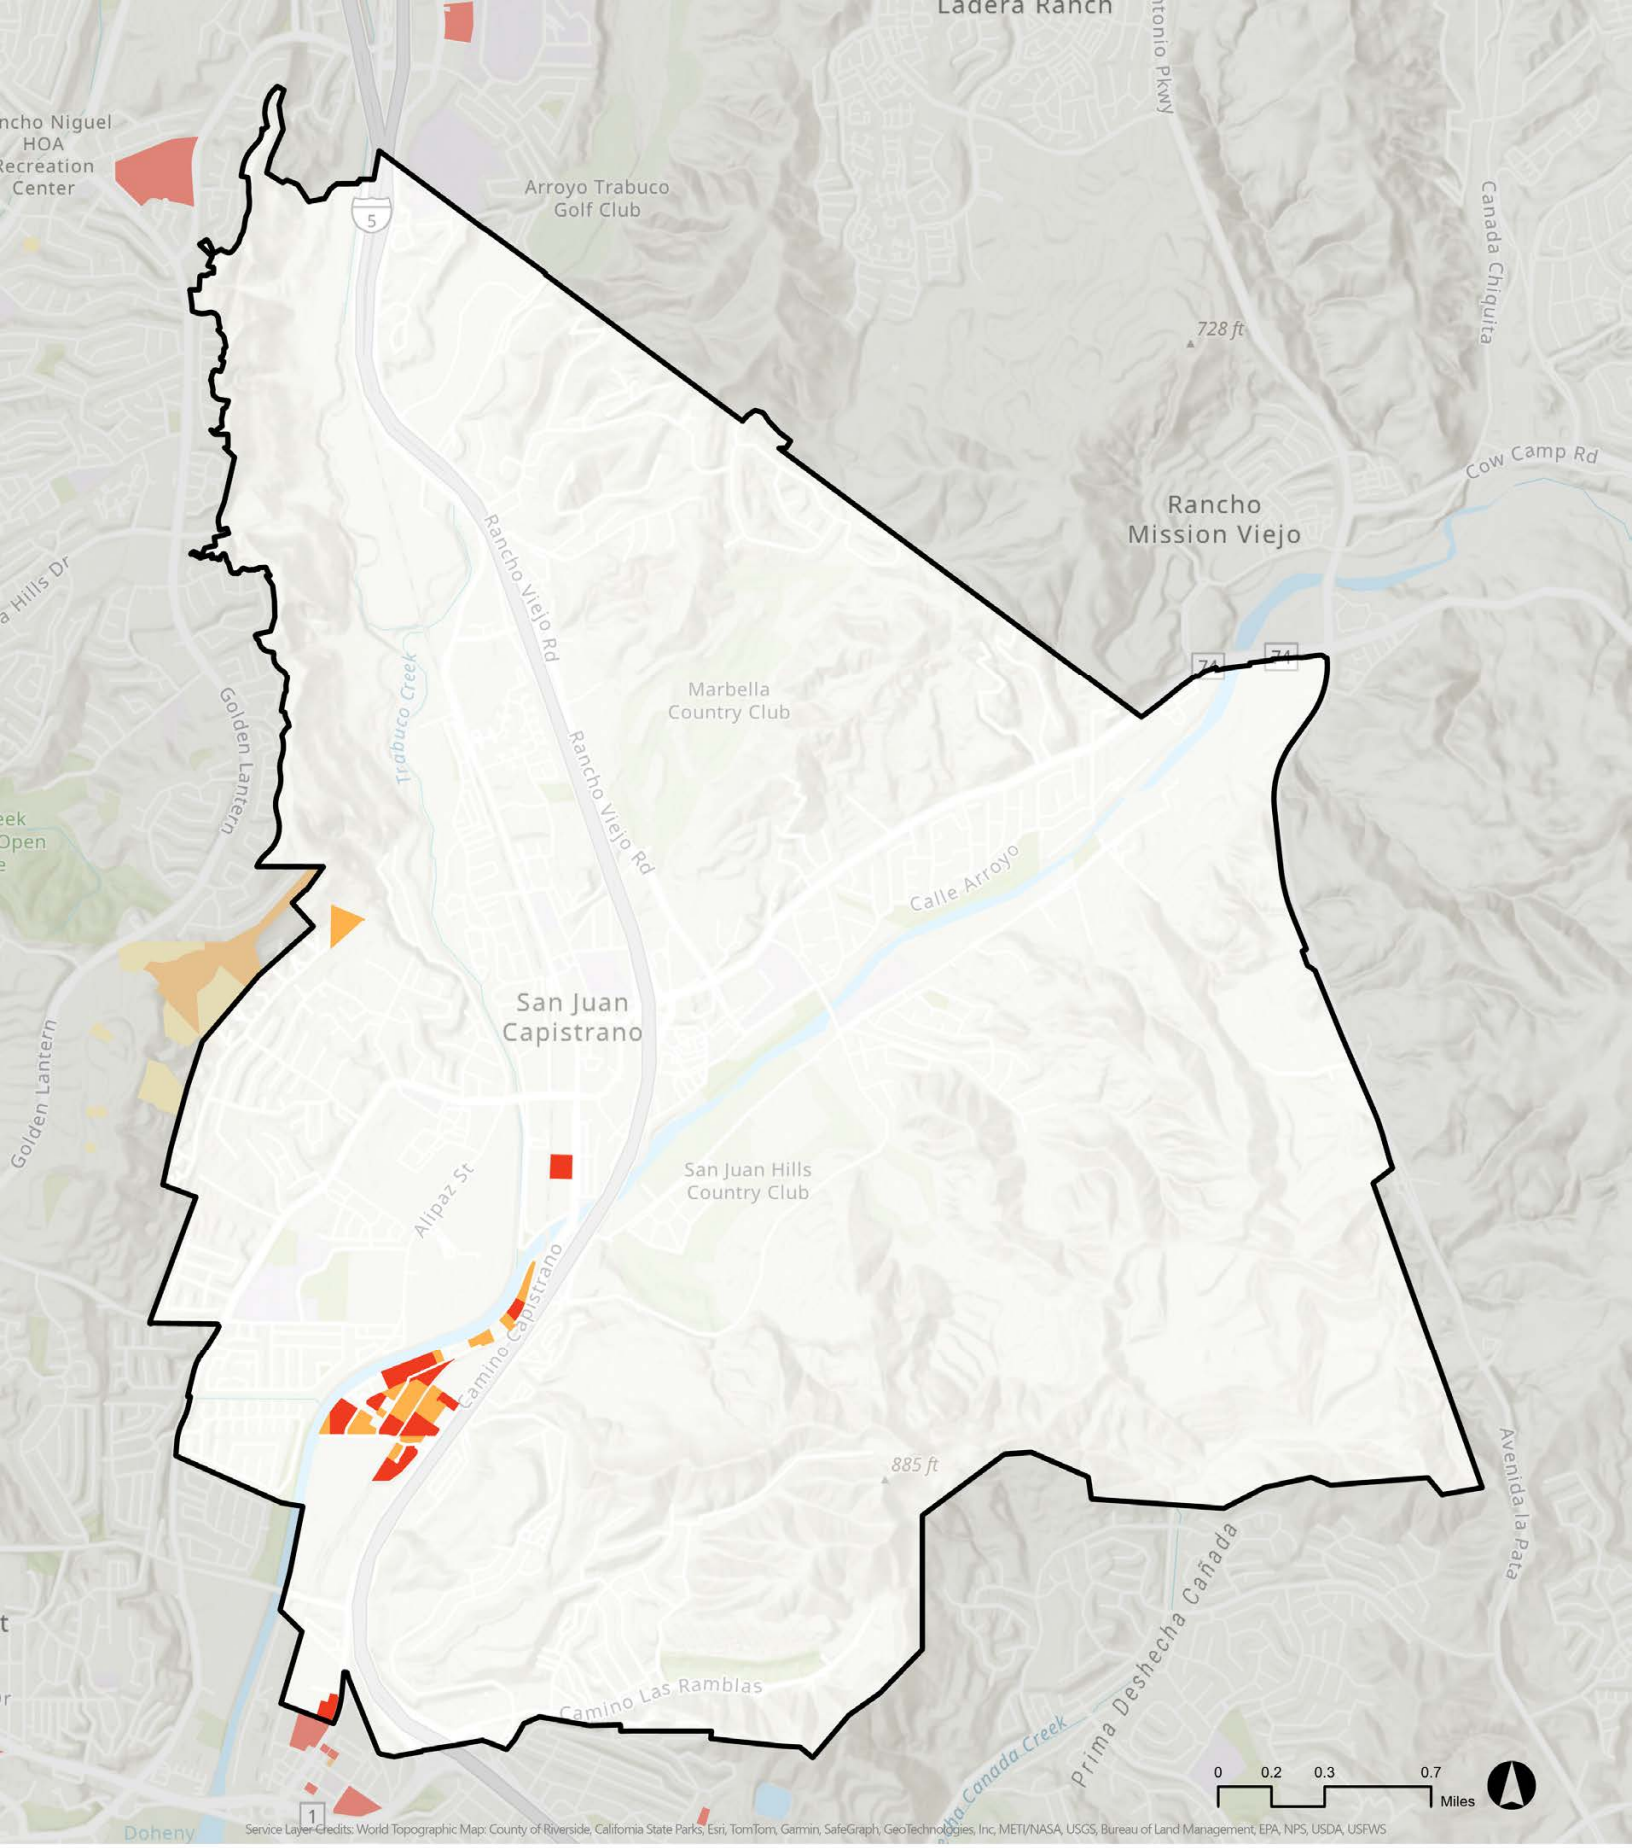 Ladera Ranch
ntonio Pkwy
ncho Niguel
HOA
Recreation
Center
Arroyo Trabuco
Golf Club
5
Canada Chiquita
728 ft
Cow Camp Rd
Rancho
Mission Viejo
a Hills Dr
Rancho Viejo Rd
74
74
Trabuco Creek
Golden Lantern
Marbella
Country Club
Rancho Viejo Rd
eek
Open
e
Calle Arroyo
San Juan
Capistrano
Golden Lantern
Alipaz St
San Juan Hills
Country Club
Camino Capistrano
885 ft
Avenida la Pata
Prima Deshecha Cañada
t
r
Camino Las Ramblas
cha Canada Creek
0 0.2 0.3 0.7
Miles
1
Doheny
Service Layer Credits: World Topographic Map: County of Riverside, California State Parks, Esri, TomTom, Garmin, SafeGraph, GeoTechnologies, Inc, METI/NASA, USGS, Bureau of Land Management, EPA, NPS, USDA, USFWS